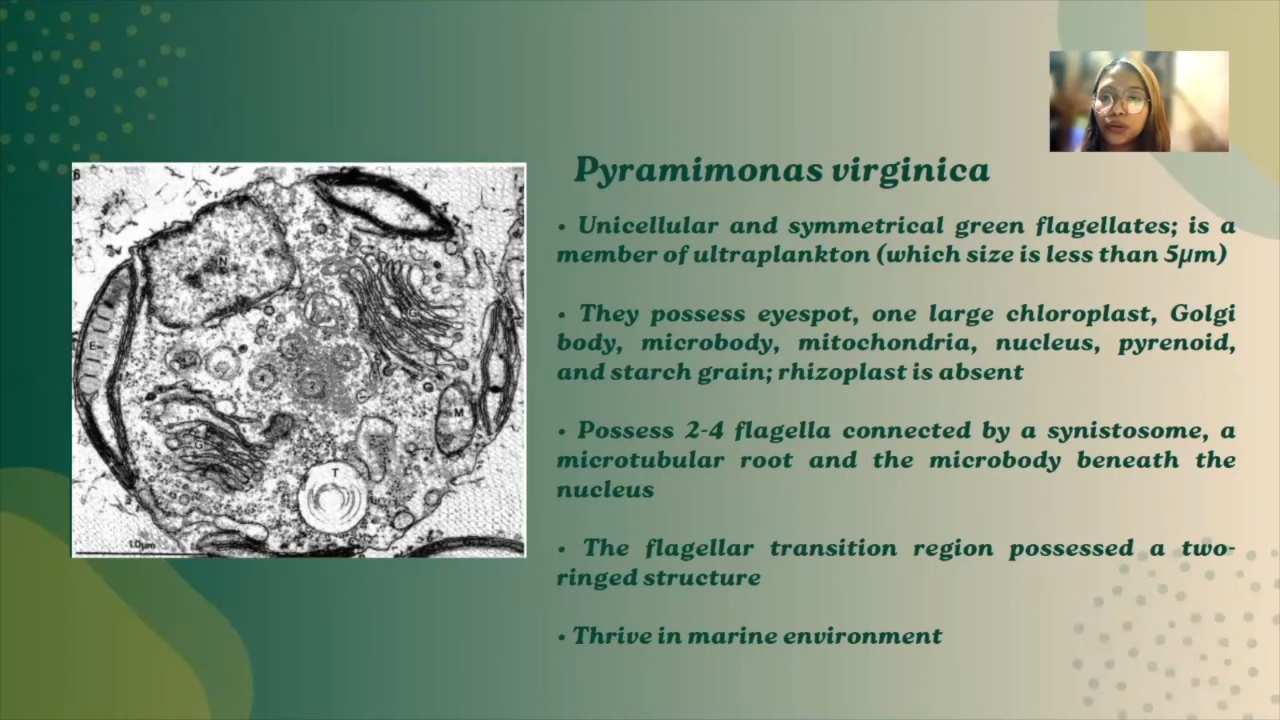 6
N
G
E
M
G
T
1.0µm
Pyramimonas virginica
• Unicellular and symmetrical green flagellates; is a
member of ultraplankton (which size is less than 5µm)
• They possess eyespot, one large chloroplast, Golgi
body, microbody, mitochondria, nucleus, pyrenoid,
and starch grain; rhizoplast is absent
• Possess 2-4 flagella connected by a synistosome, a
microtubular root and the microbody beneath the
nucleus
• The flagellar transition region possessed a two-
ringed structure
• Thrive in marine environment